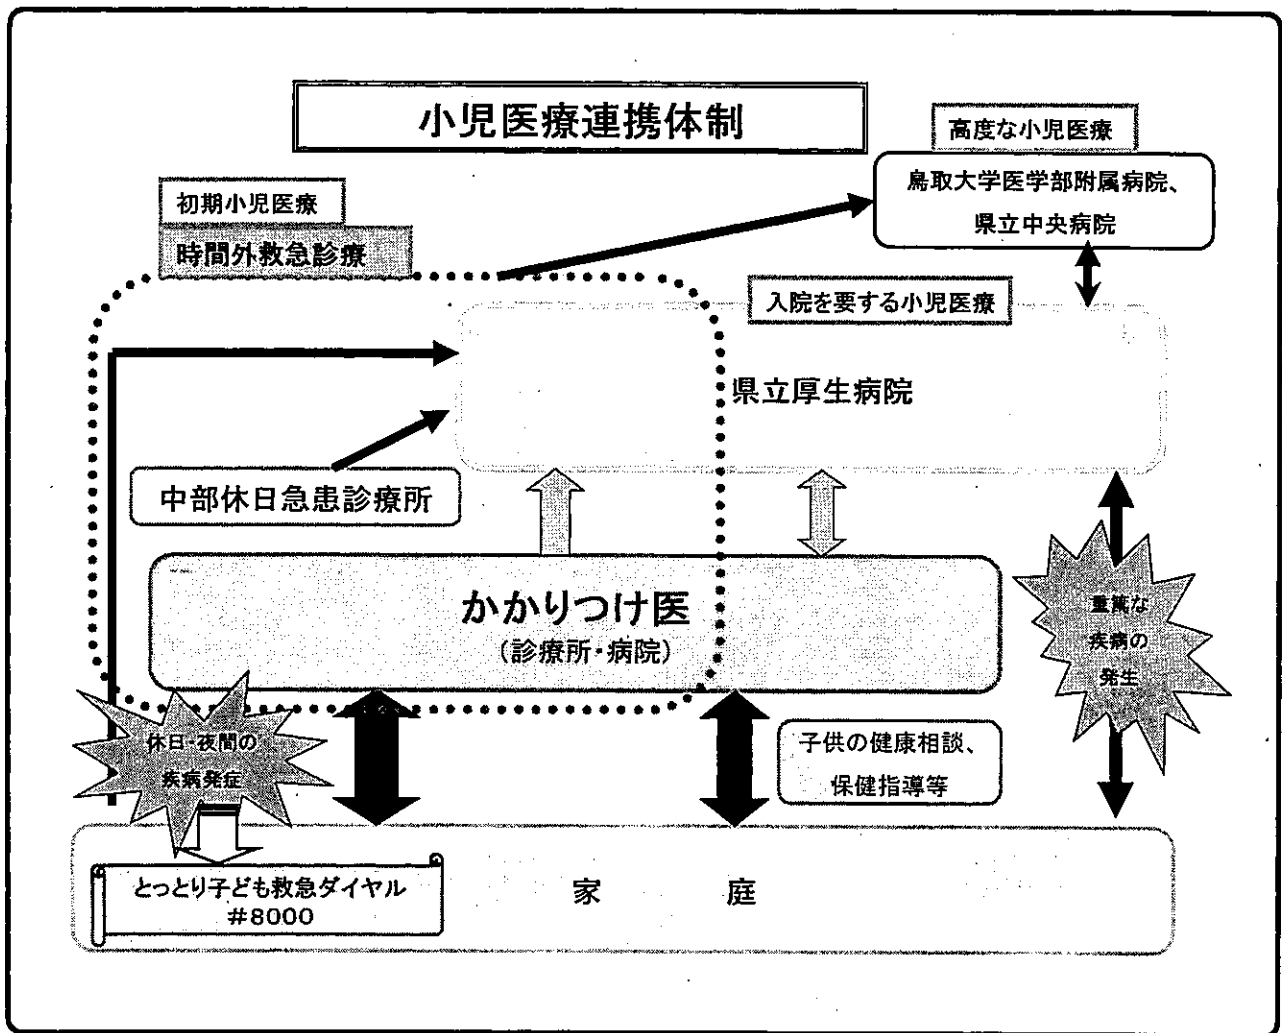 小児医療連携体制
高度な小児医療
鳥取大学医学部附属病院、
県立中央病院
初期小児医療
時間外救急診療
入院を要する小児医療
県立厚生病院
中部休日急患診療所
かかりつけ医
(診療所・病院)
重篤な
疾病の
発生
休日・夜間の
疾病発症
子供の健康相談、
保健指導等
とっとり子ども救急ダイヤル
#8000
家 庭